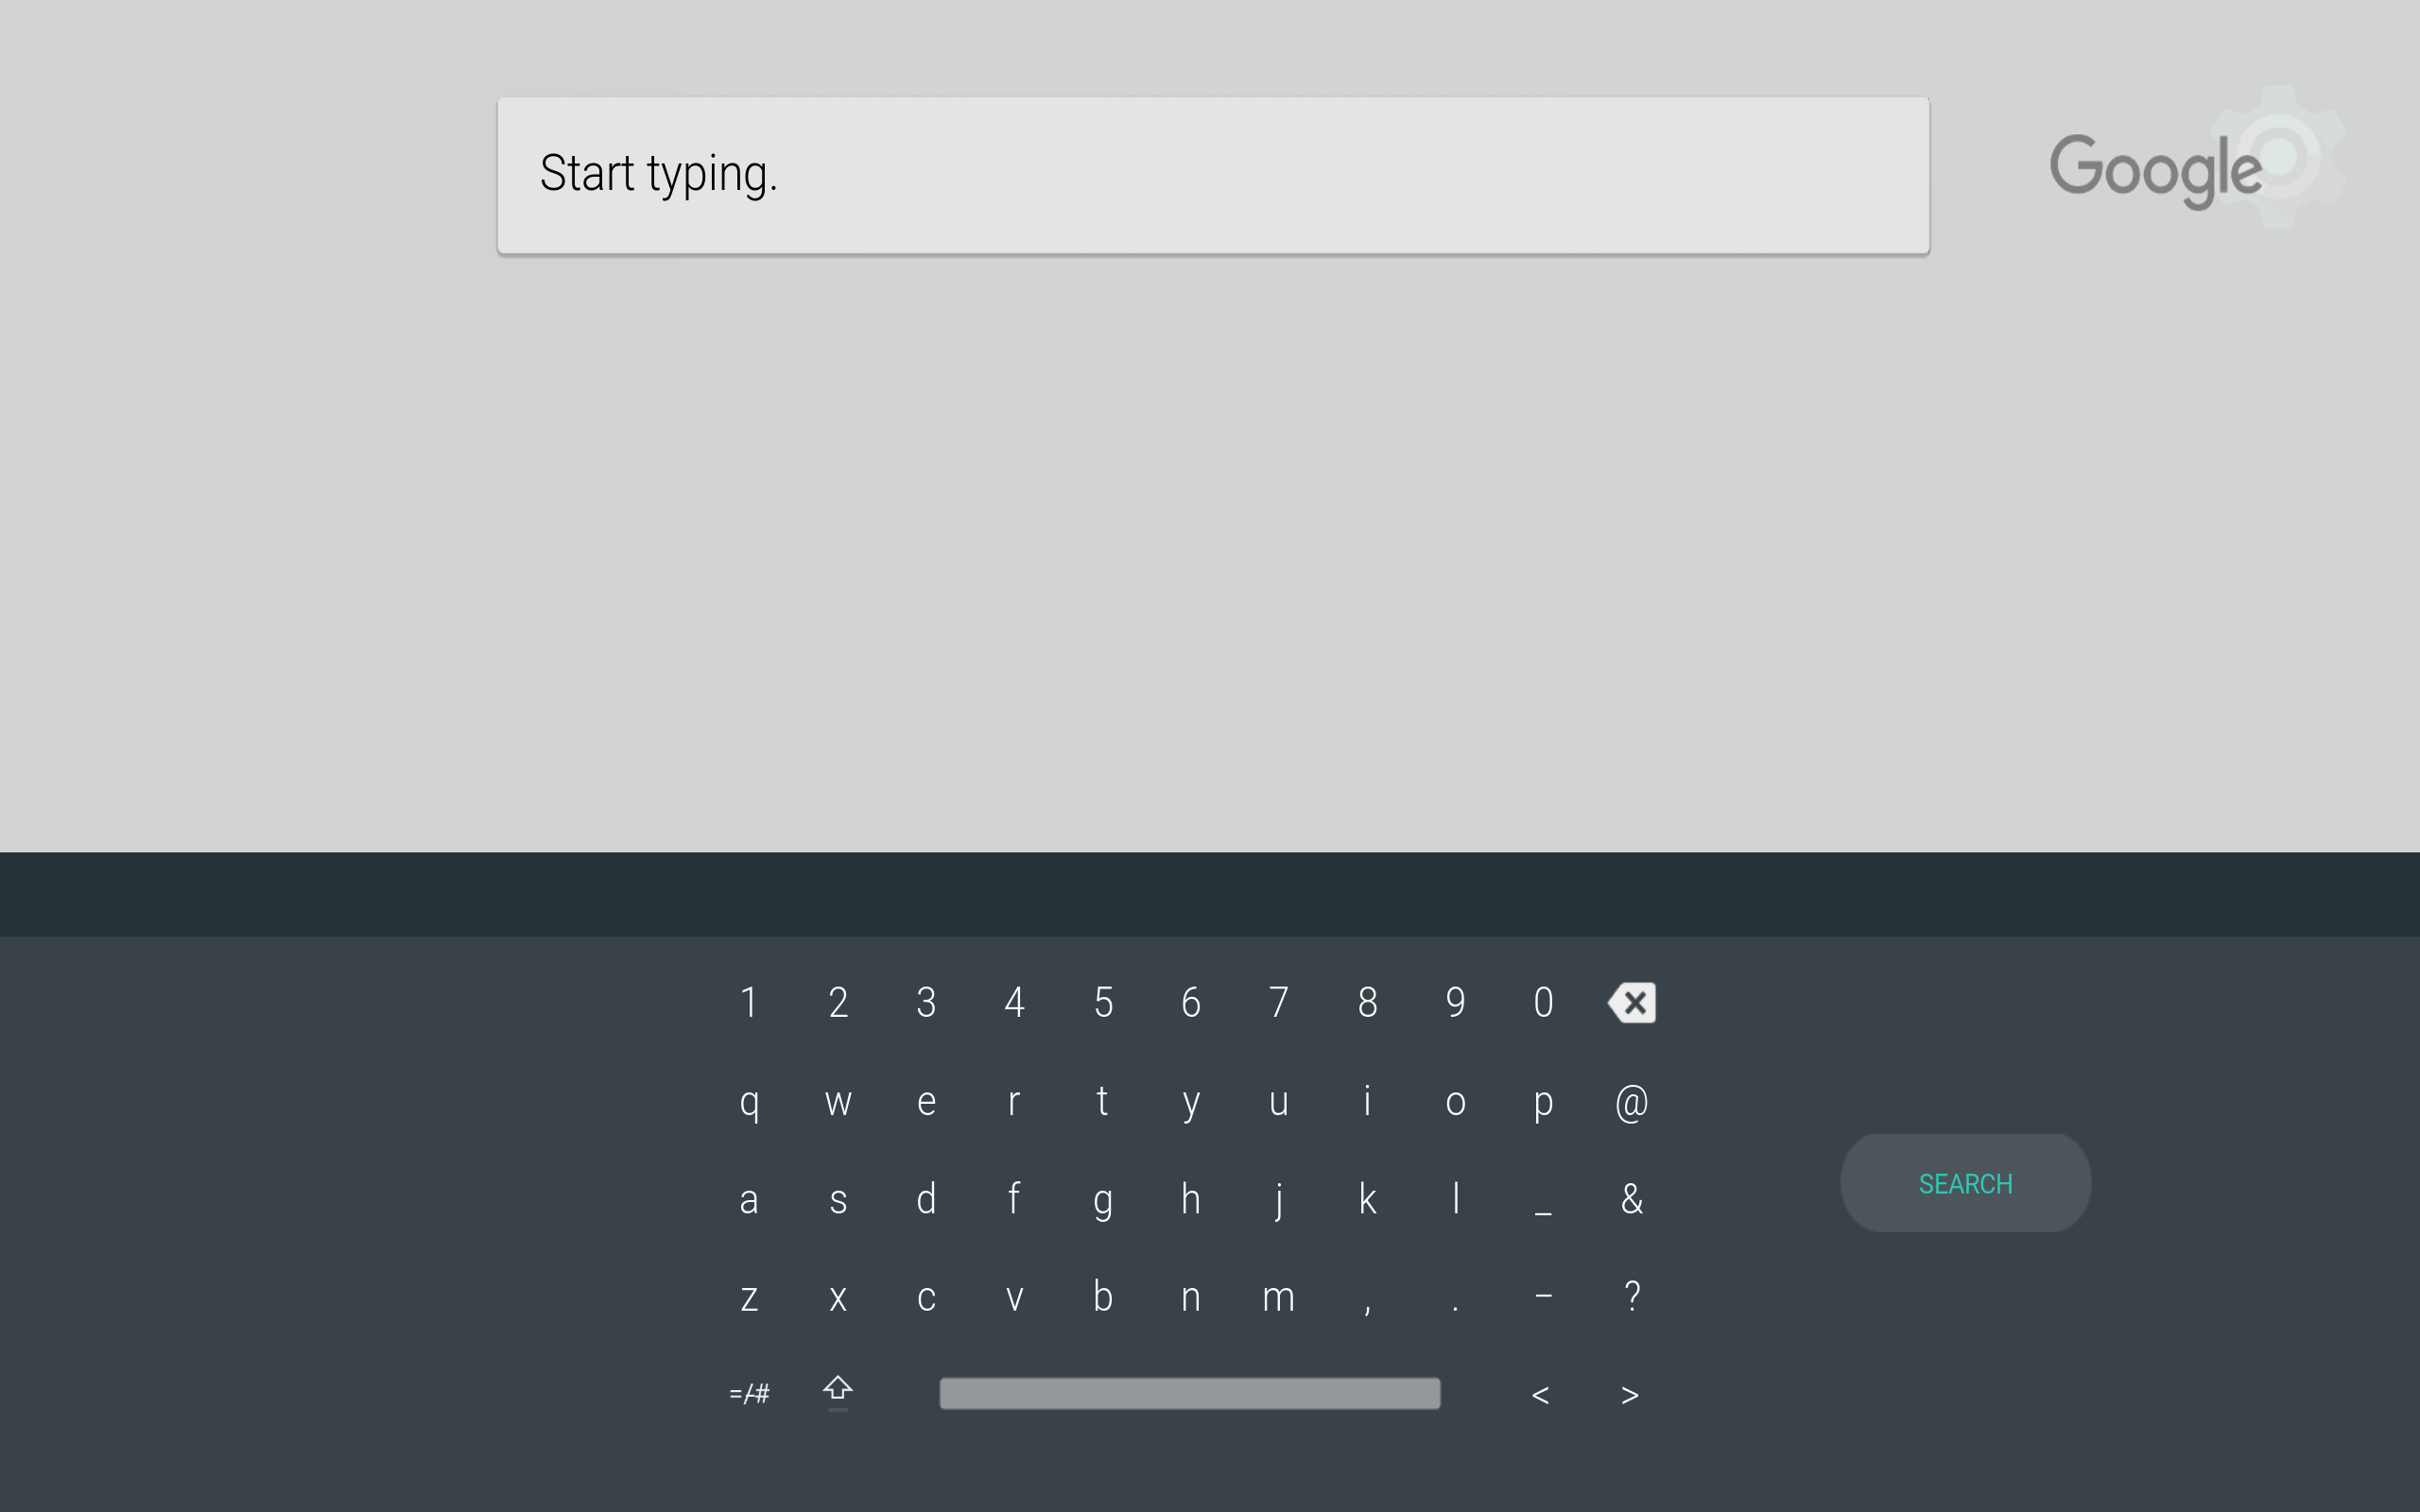 Start typing.
Google
My Subscriptions
1 2 3 4 5 6 7 8 9 0
q w e r t y u i o p @
a s d f g h j k l _ &
SEARCH
z x c v b n m , . – ?
=/# < >